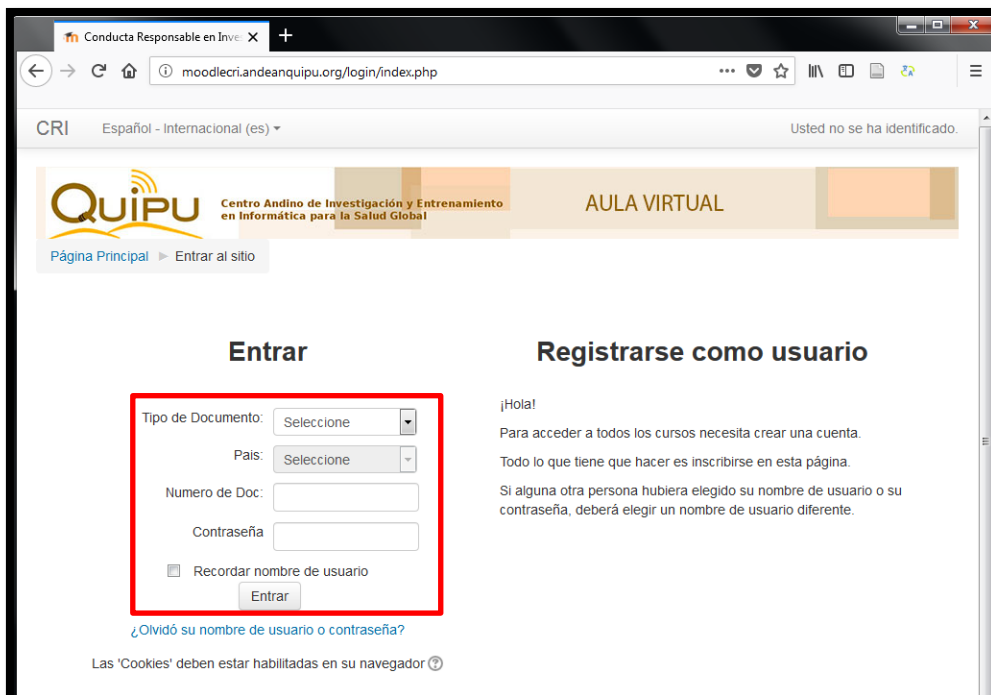 Conducta Responsable en Inve
moodlecri.andeanquipu.org/login/index.php
CRI Español - Internacional (es)
Usted no se ha identificado.
QUIPU
Centro Andino de Investigación y Entrenamiento
en Informática para la Salud Global
AULA VIRTUAL
Página Principal Entrar al sitio
Entrar
Tipo de Documento: Seleccione
Pais: Seleccione
Numero de Doc:
Contraseña
Recordar nombre de usuario
Entrar
¿Olvidó su nombre de usuario o contraseña?
Las 'Cookies' deben estar habilitadas en su navegador
Registrarse como usuario
¡Hola!
Para acceder a todos los cursos necesita crear una cuenta.
Todo lo que tiene que hacer es inscribirse en esta página.
Si alguna otra persona hubiera elegido su nombre de usuario o su
contraseña, deberá elegir un nombre de usuario diferente.